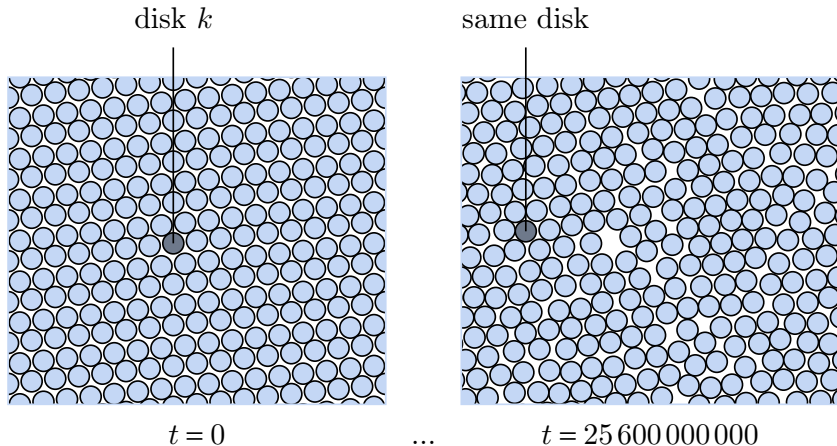 disk k
same disk
t = 0
...
t = 25 600 000 000